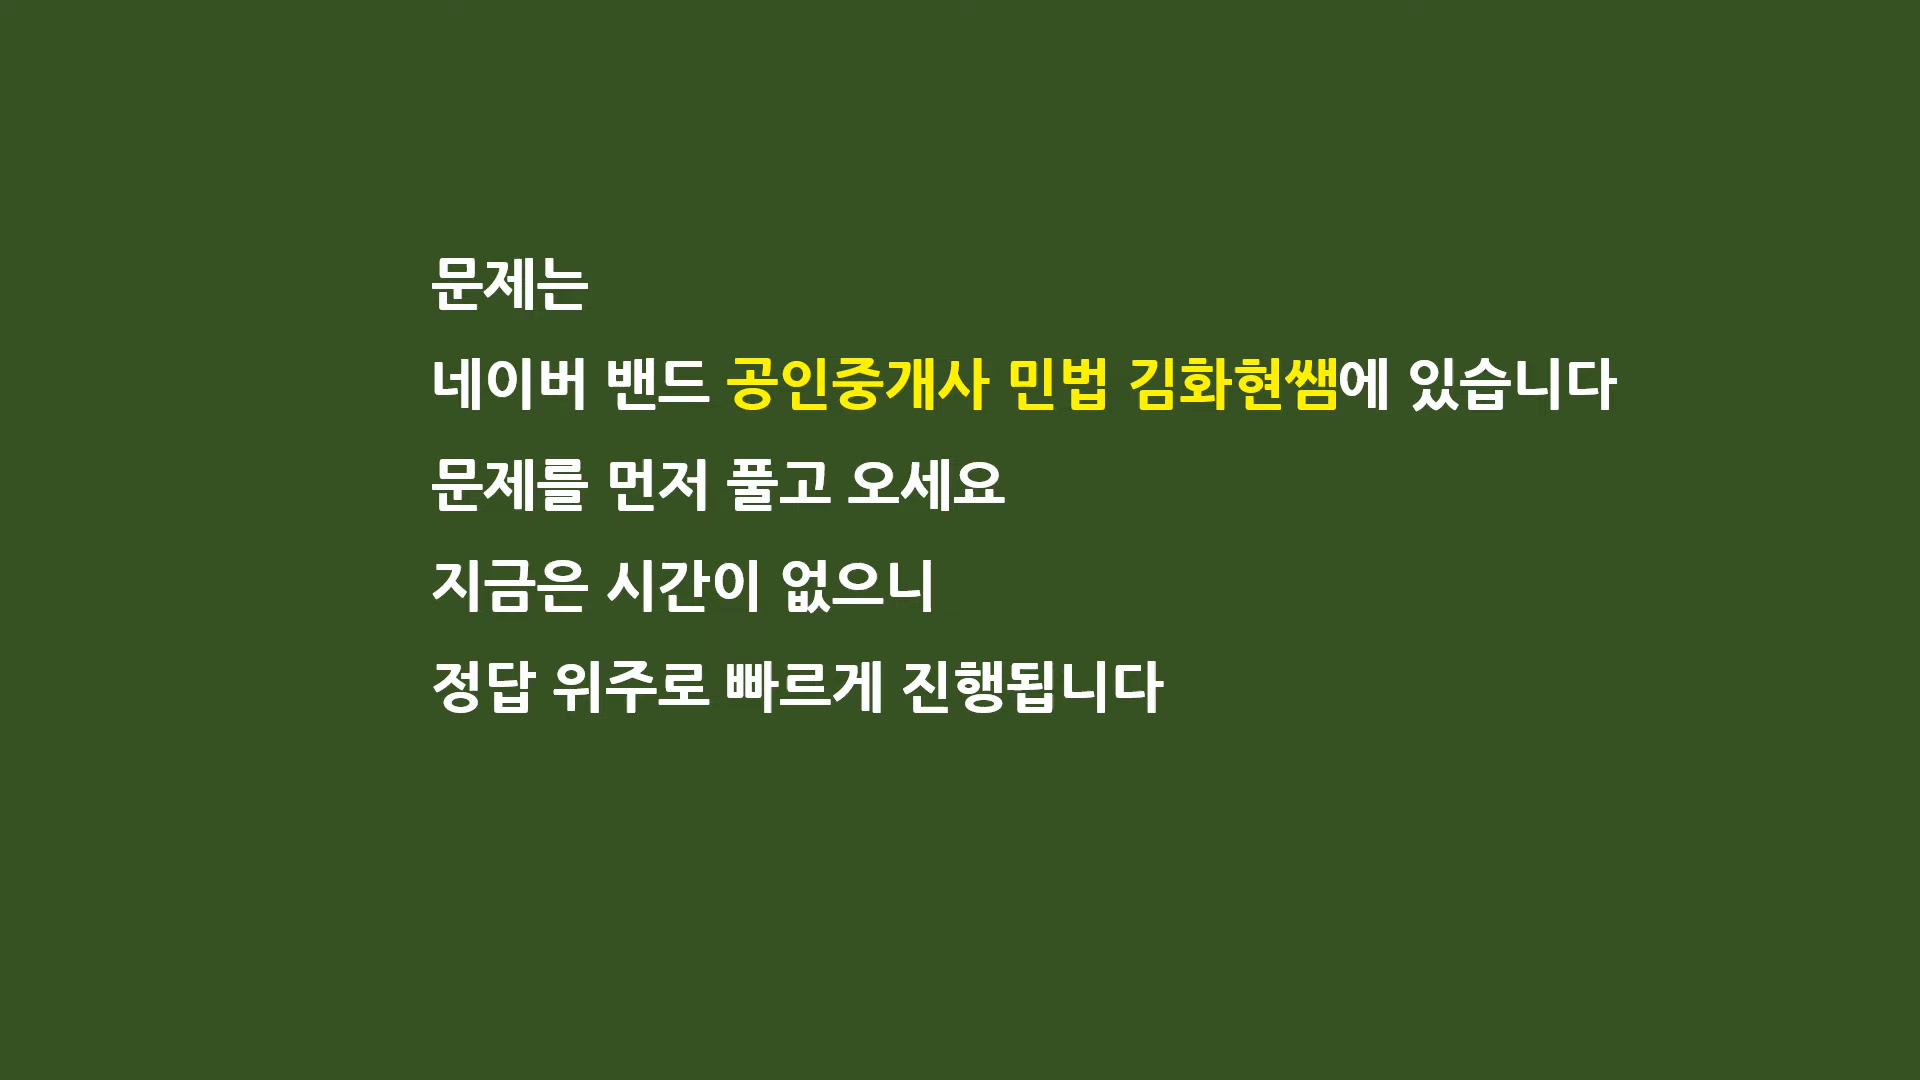 문제는
네이버 밴드 공인중개사 민법 김화현쌤에 있습니다
문제를 먼저 풀고 오세요
지금은 시간이 없으니
정답 위주로 빠르게 진행됩니다